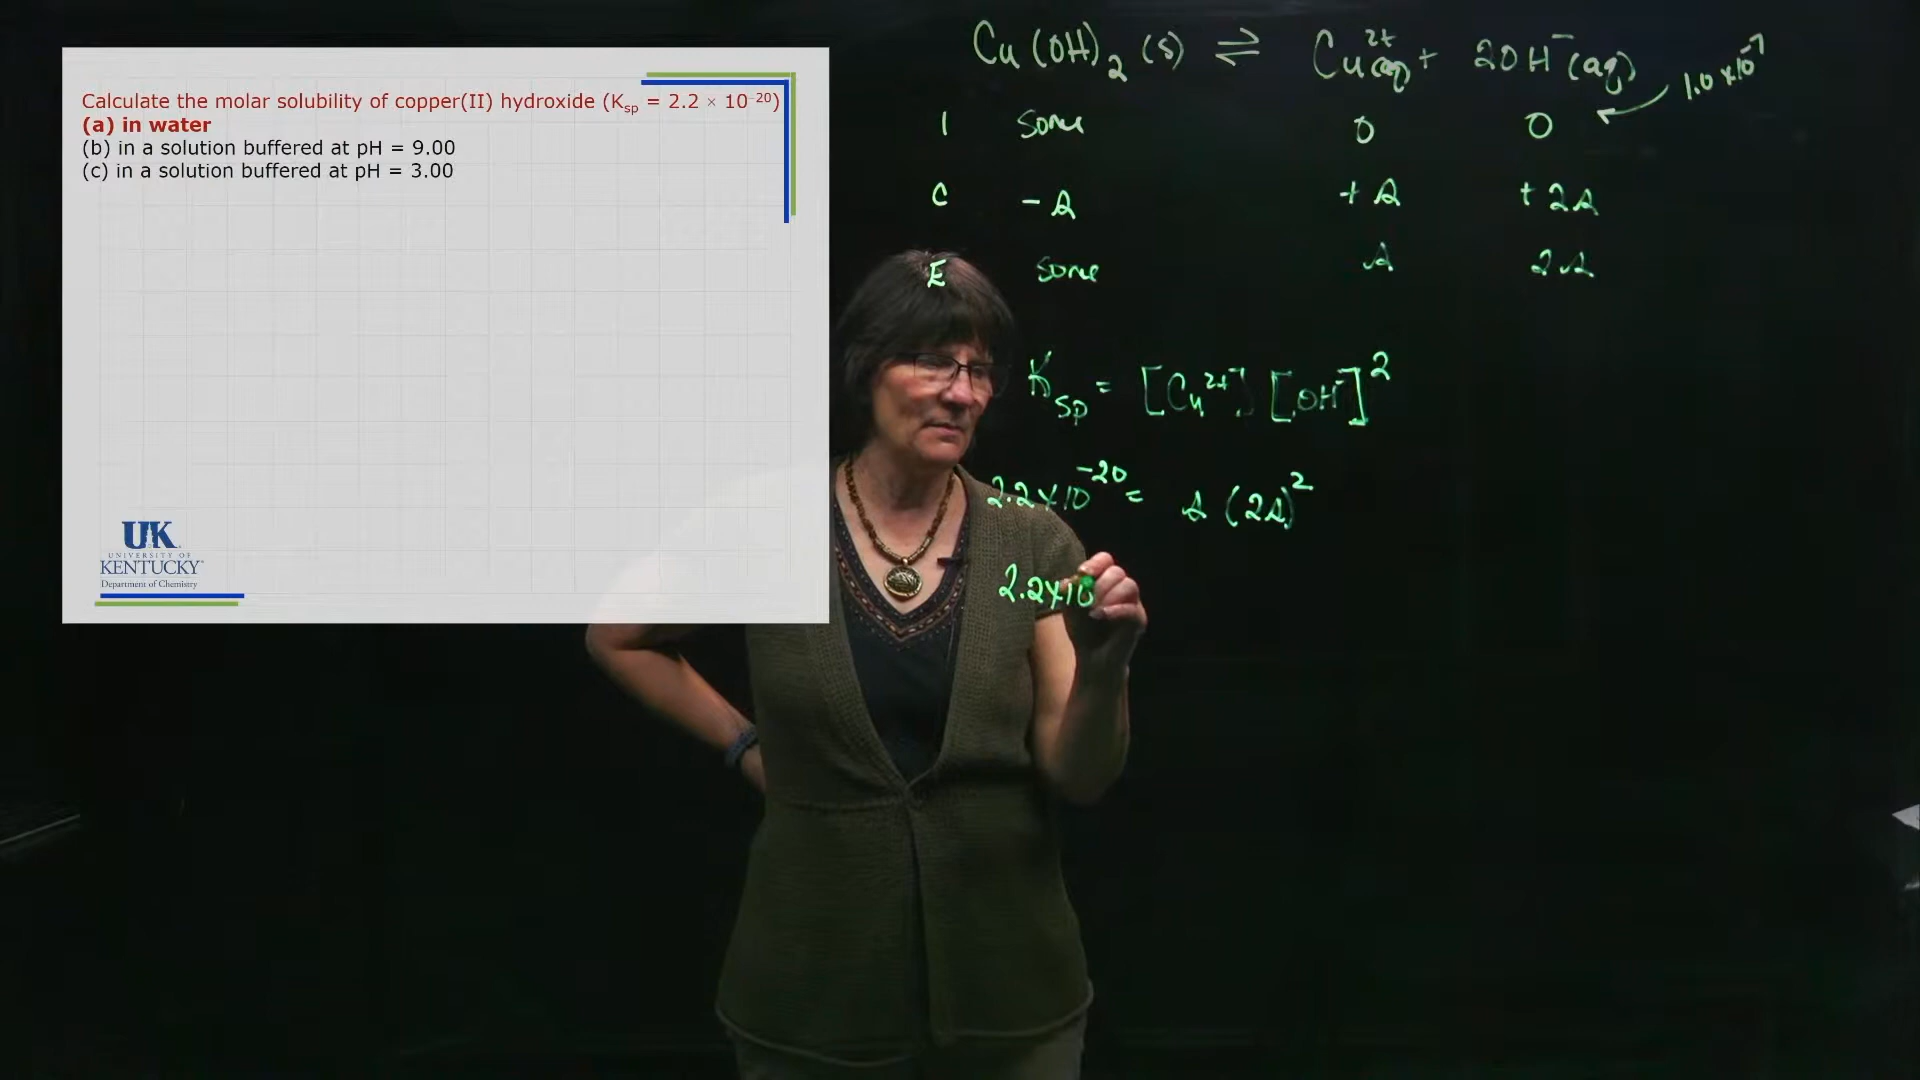 Calculate the molar solubility of copper(II) hydroxide (Ksp = 2.2 × 10⁻²⁰)
(a) in water
(b) in a solution buffered at pH = 9.00
(c) in a solution buffered at pH = 3.00
UK
UNIVERSITY OF
KENTUCKY
Department of Chemistry
Cu(OH)₂(s) ⇌ Cu²⁺(aq) + 2OH⁻(aq)
1.0×10⁻⁷
I some 0 0
C -s +s +2s
E some s 2s
Ksp = [Cu²⁺][OH⁻]²
2.2×10⁻²⁰ = s(2s)²
2.2×10